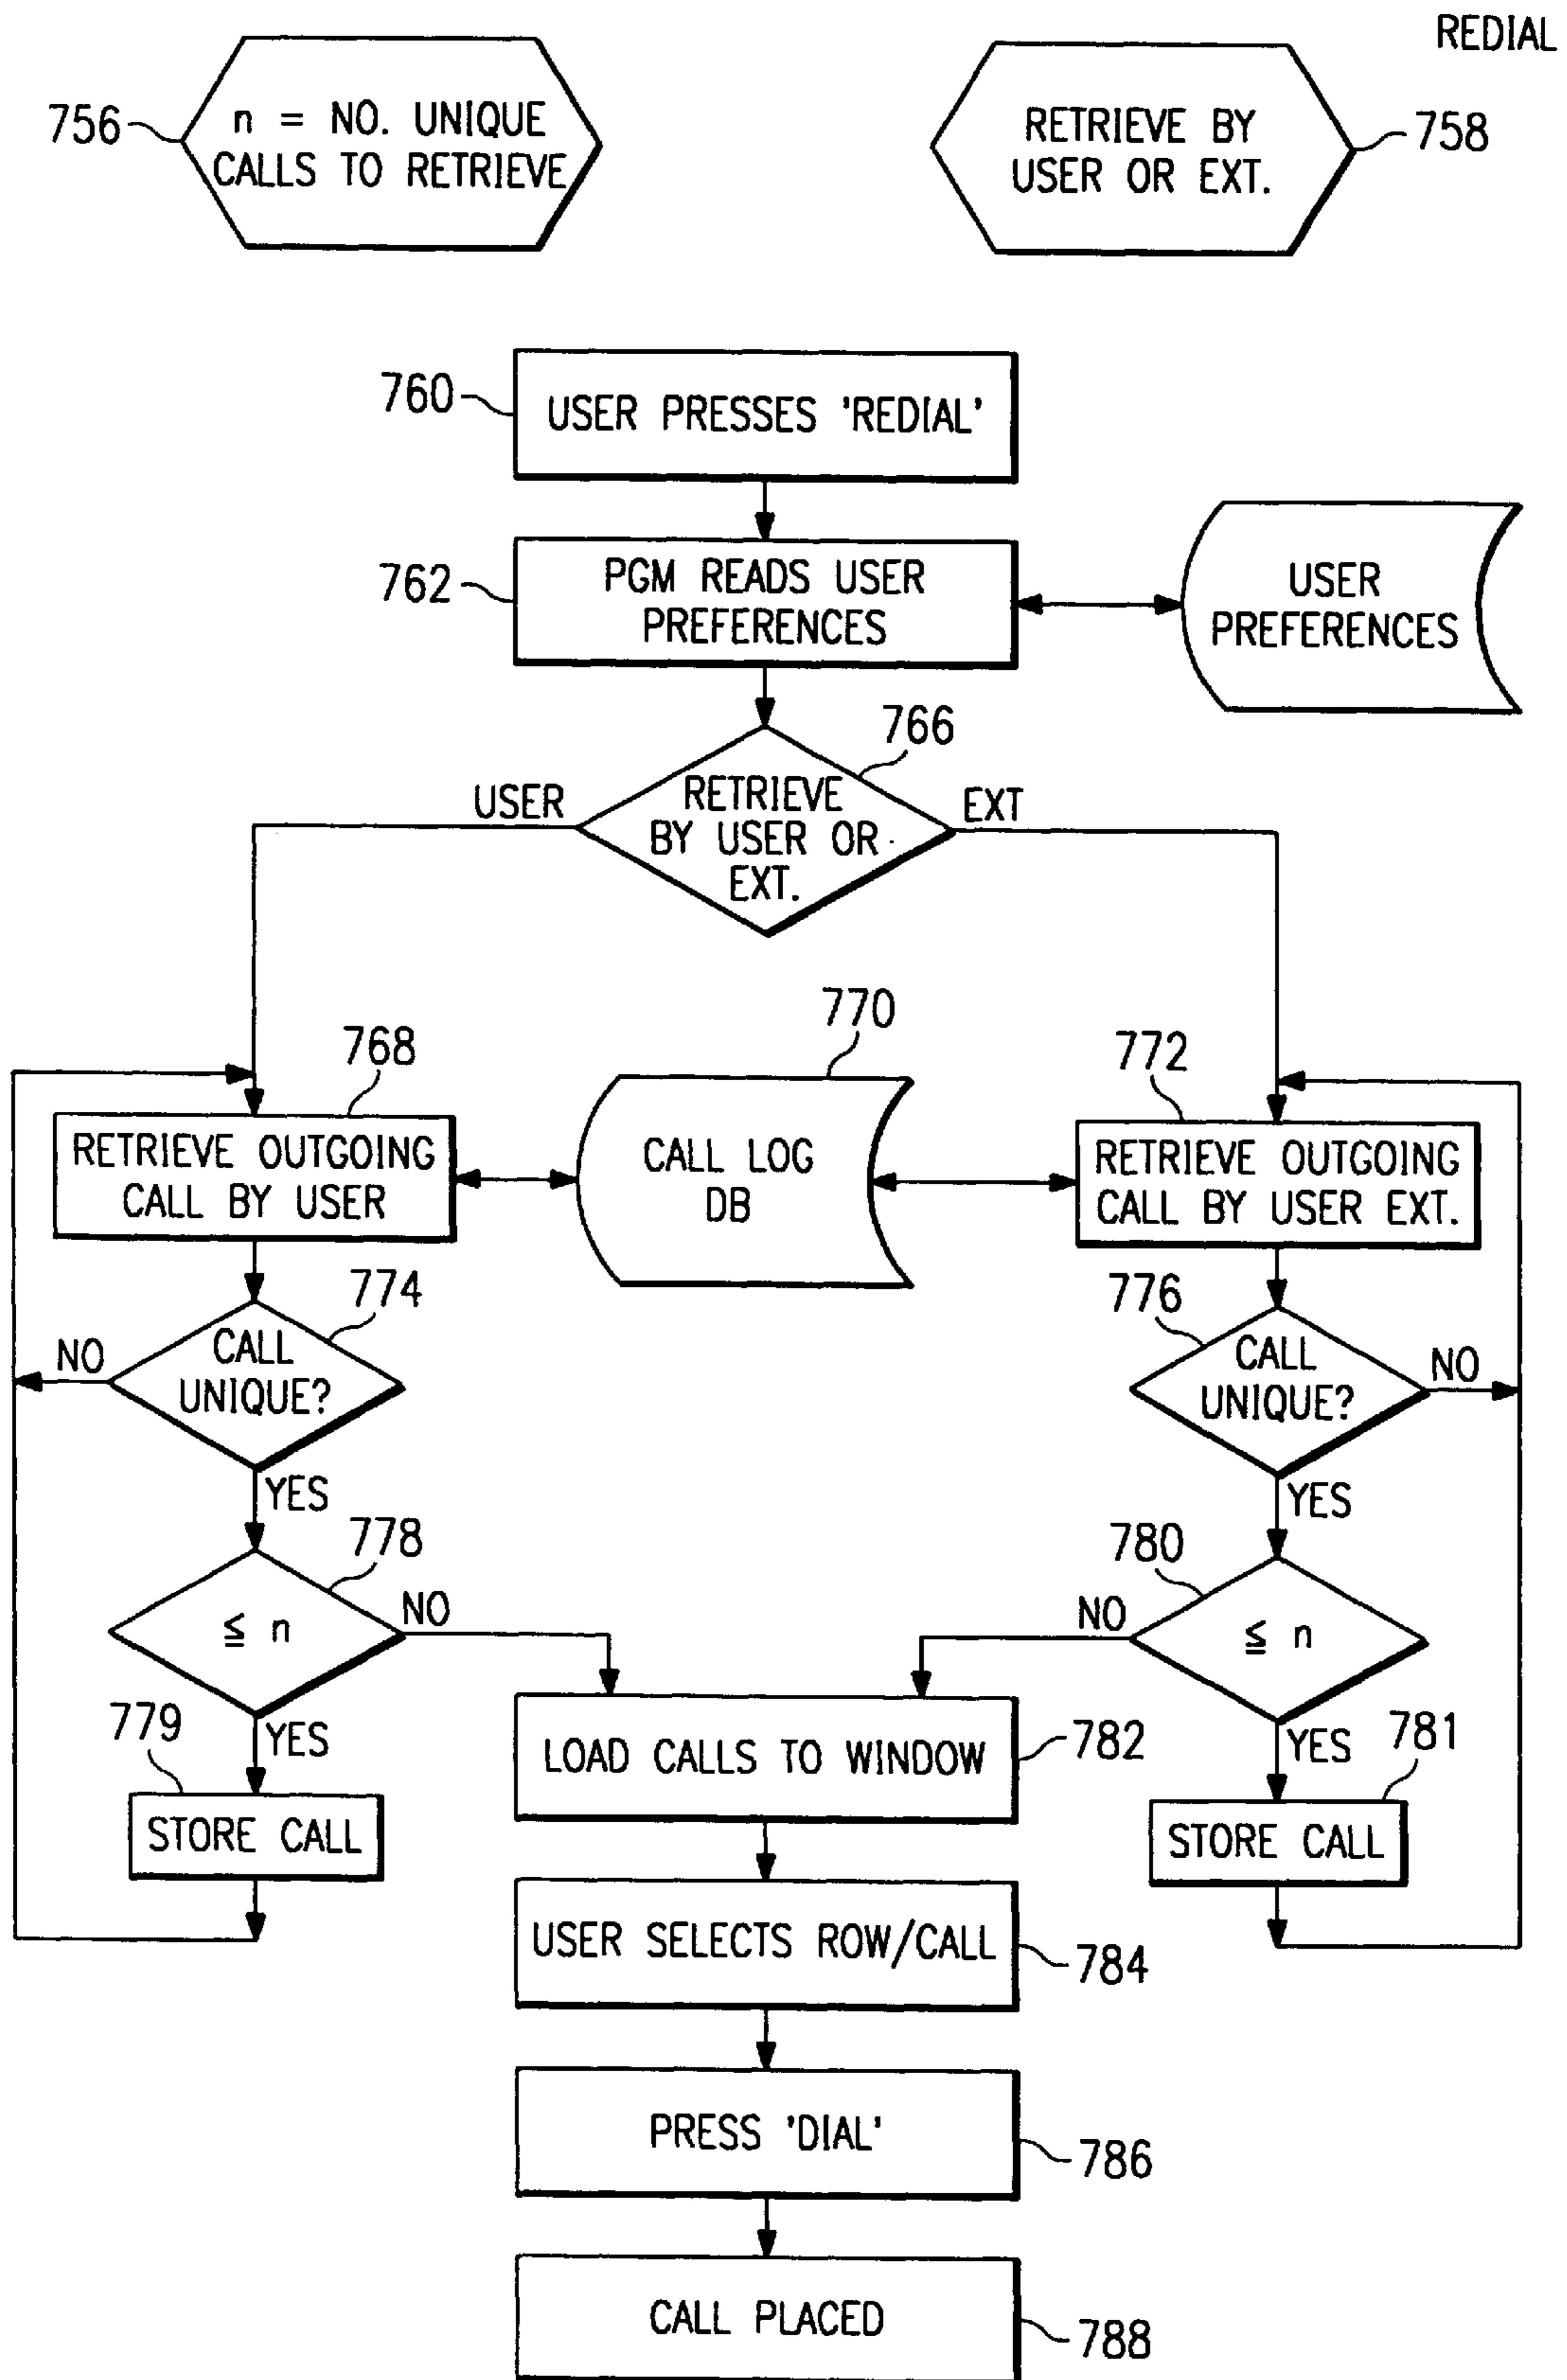 REDIAL
756
n = NO. UNIQUE
CALLS TO RETRIEVE
RETRIEVE BY
USER OR EXT.
758
760
USER PRESSES 'REDIAL'
762
PGM READS USER
PREFERENCES
USER
PREFERENCES
766
USER
RETRIEVE
BY USER OR
EXT.
EXT
768
770
772
RETRIEVE OUTGOING
CALL BY USER
CALL LOG
DB
RETRIEVE OUTGOING
CALL BY USER EXT.
774
776
NO
CALL
UNIQUE?
CALL
UNIQUE?
NO
YES
YES
778
780
≦ n
NO
NO
≦ n
779
YES
YES
781
STORE CALL
LOAD CALLS TO WINDOW
782
STORE CALL
USER SELECTS ROW/CALL
784
PRESS 'DIAL'
786
CALL PLACED
788